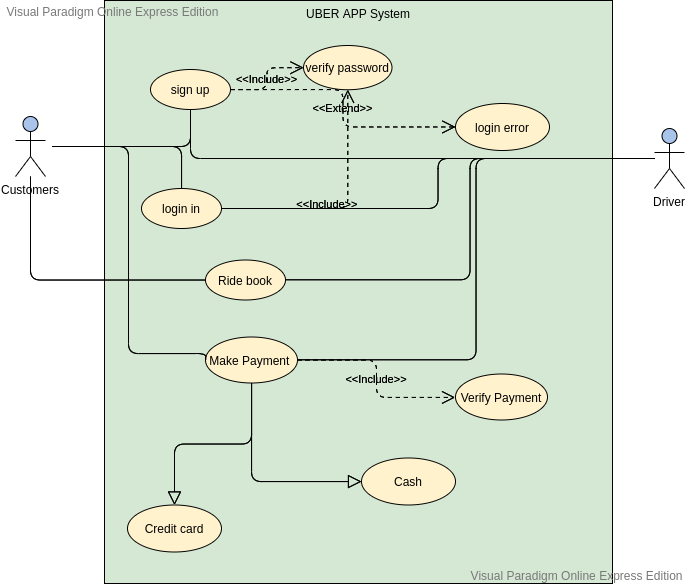 Visual Paradigm Online Express Edition
UBER APP System
verify password
<<Include>>
sign up
<<Extend>>
login error
Customers
Driver
login in
<<Include>>
Ride book
Make Payment
<<Include>>
Verify Payment
Cash
Credit card
Visual Paradigm Online Express Edition